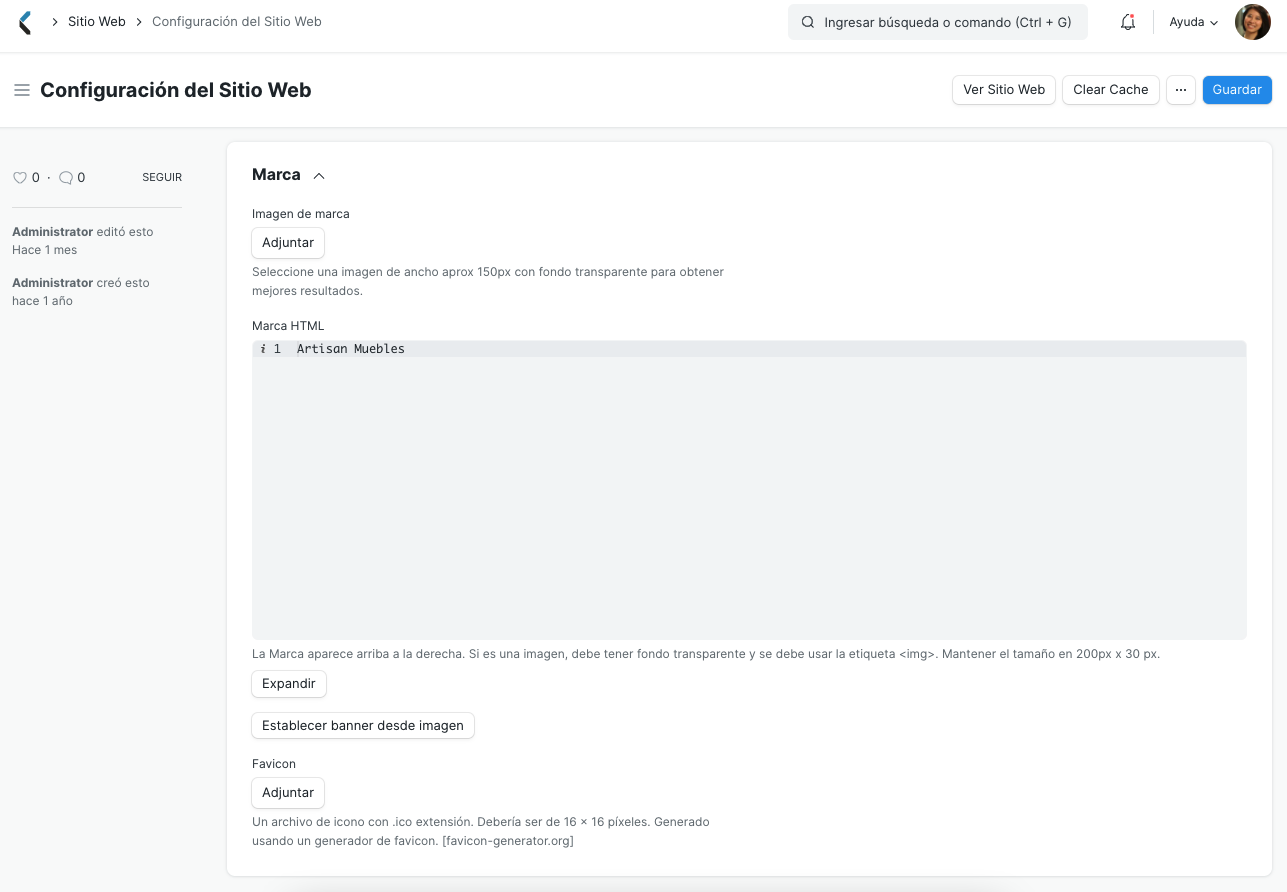 Sitio Web
Configuración del Sitio Web
Ingresar búsqueda o comando (Ctrl + G)
Ayuda
Configuración del Sitio Web
Ver Sitio Web
Clear Cache
···
Guardar
0 · 0
SEGUIR
Administrator editó esto
Hace 1 mes
Administrator creó esto
hace 1 año
Marca
Imagen de marca
Adjuntar
Seleccione una imagen de ancho aprox 150px con fondo transparente para obtener
mejores resultados.
Marca HTML
i 1 Artisan Muebles
La Marca aparece arriba a la derecha. Si es una imagen, debe tener fondo transparente y se debe usar la etiqueta <img>. Mantener el tamaño en 200px x 30 px.
Expandir
Establecer banner desde imagen
Favicon
Adjuntar
Un archivo de icono con .ico extensión. Debería ser de 16 × 16 píxeles. Generado
usando un generador de favicon. [favicon-generator.org]